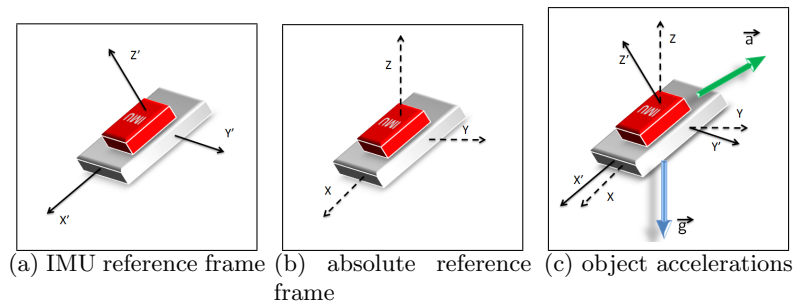 Z'
IMU
Y'
X'
(a) IMU reference frame
Z
IMU
Y
X
(b) absolute reference
frame
Z
a
Z'
IMU
Y
Y'
X'
X
g
(c) object accelerations